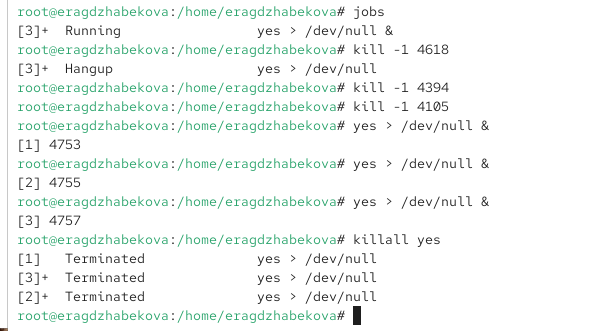 root@eragdzhabekova:/home/eragdzhabekova# jobs
[3]+  Running                 yes > /dev/null &
root@eragdzhabekova:/home/eragdzhabekova# kill -1 4618
[3]+  Hangup                  yes > /dev/null
root@eragdzhabekova:/home/eragdzhabekova# kill -1 4394
root@eragdzhabekova:/home/eragdzhabekova# kill -1 4105
root@eragdzhabekova:/home/eragdzhabekova# yes > /dev/null &
[1] 4753
root@eragdzhabekova:/home/eragdzhabekova# yes > /dev/null &
[2] 4755
root@eragdzhabekova:/home/eragdzhabekova# yes > /dev/null &
[3] 4757
root@eragdzhabekova:/home/eragdzhabekova# killall yes
[1]   Terminated              yes > /dev/null
[3]+  Terminated              yes > /dev/null
[2]+  Terminated              yes > /dev/null
root@eragdzhabekova:/home/eragdzhabekova#